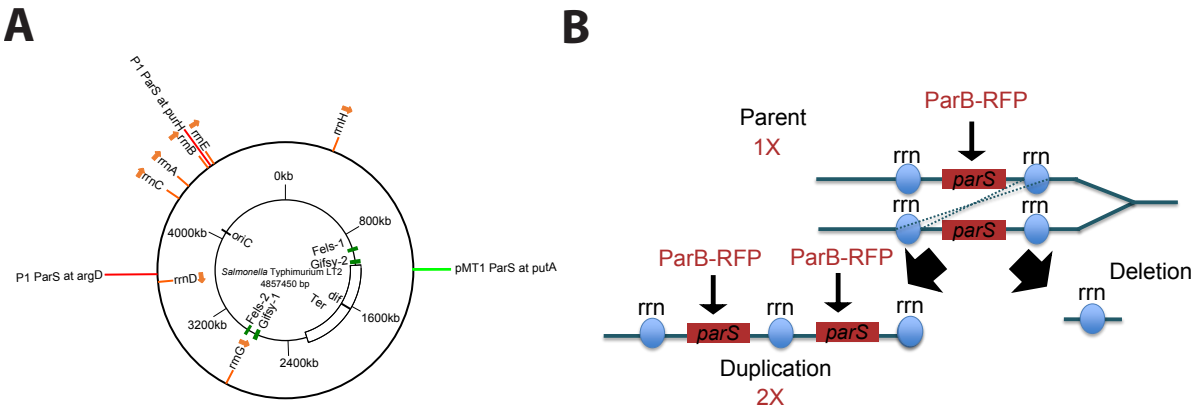 A
P1 ParS at purH
rrnE
rrnB
rrnA
rrnC
rrnH
0kb
800kb
4000kb
oriC
Fels-1
Gifsy-2
Salmonella Typhimurium LT2
4857450 bp
P1 ParS at argD
rrnD
pMT1 ParS at putA
Ter
dif
1600kb
3200kb
Fels-2
Gifsy-1
rrnG
2400kb
B
ParB-RFP
Parent
1X
rrn
rrn
parS
rrn
rrn
parS
ParB-RFP
ParB-RFP
Deletion
rrn
rrn
rrn
rrn
parS
parS
Duplication
2X